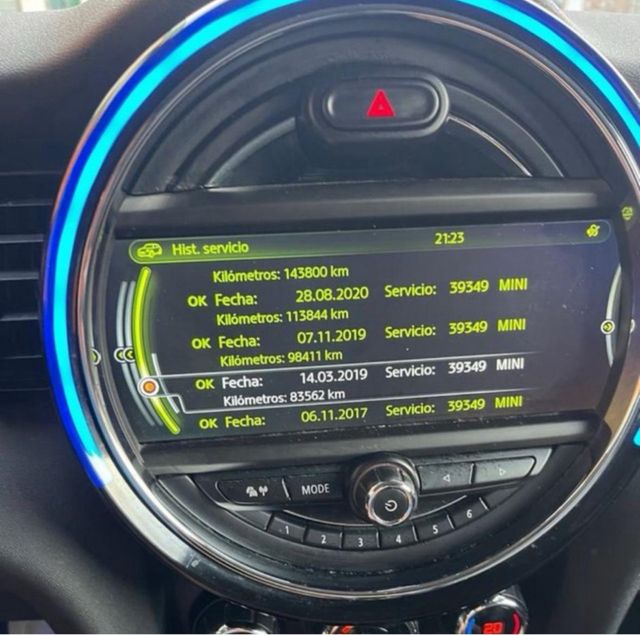 Hist. servicio 21:23
Kilómetros: 143800 km
OK Fecha: 28.08.2020 Servicio: 39349 MINI
Kilómetros: 113844 km
OK Fecha: 07.11.2019 Servicio: 39349 MINI
Kilómetros: 98411 km
OK Fecha: 14.03.2019 Servicio: 39349 MINI
Kilómetros: 83562 km
OK Fecha: 06.11.2017 Servicio: 39349 MINI
MODE
1 2 3 4 5 6
20